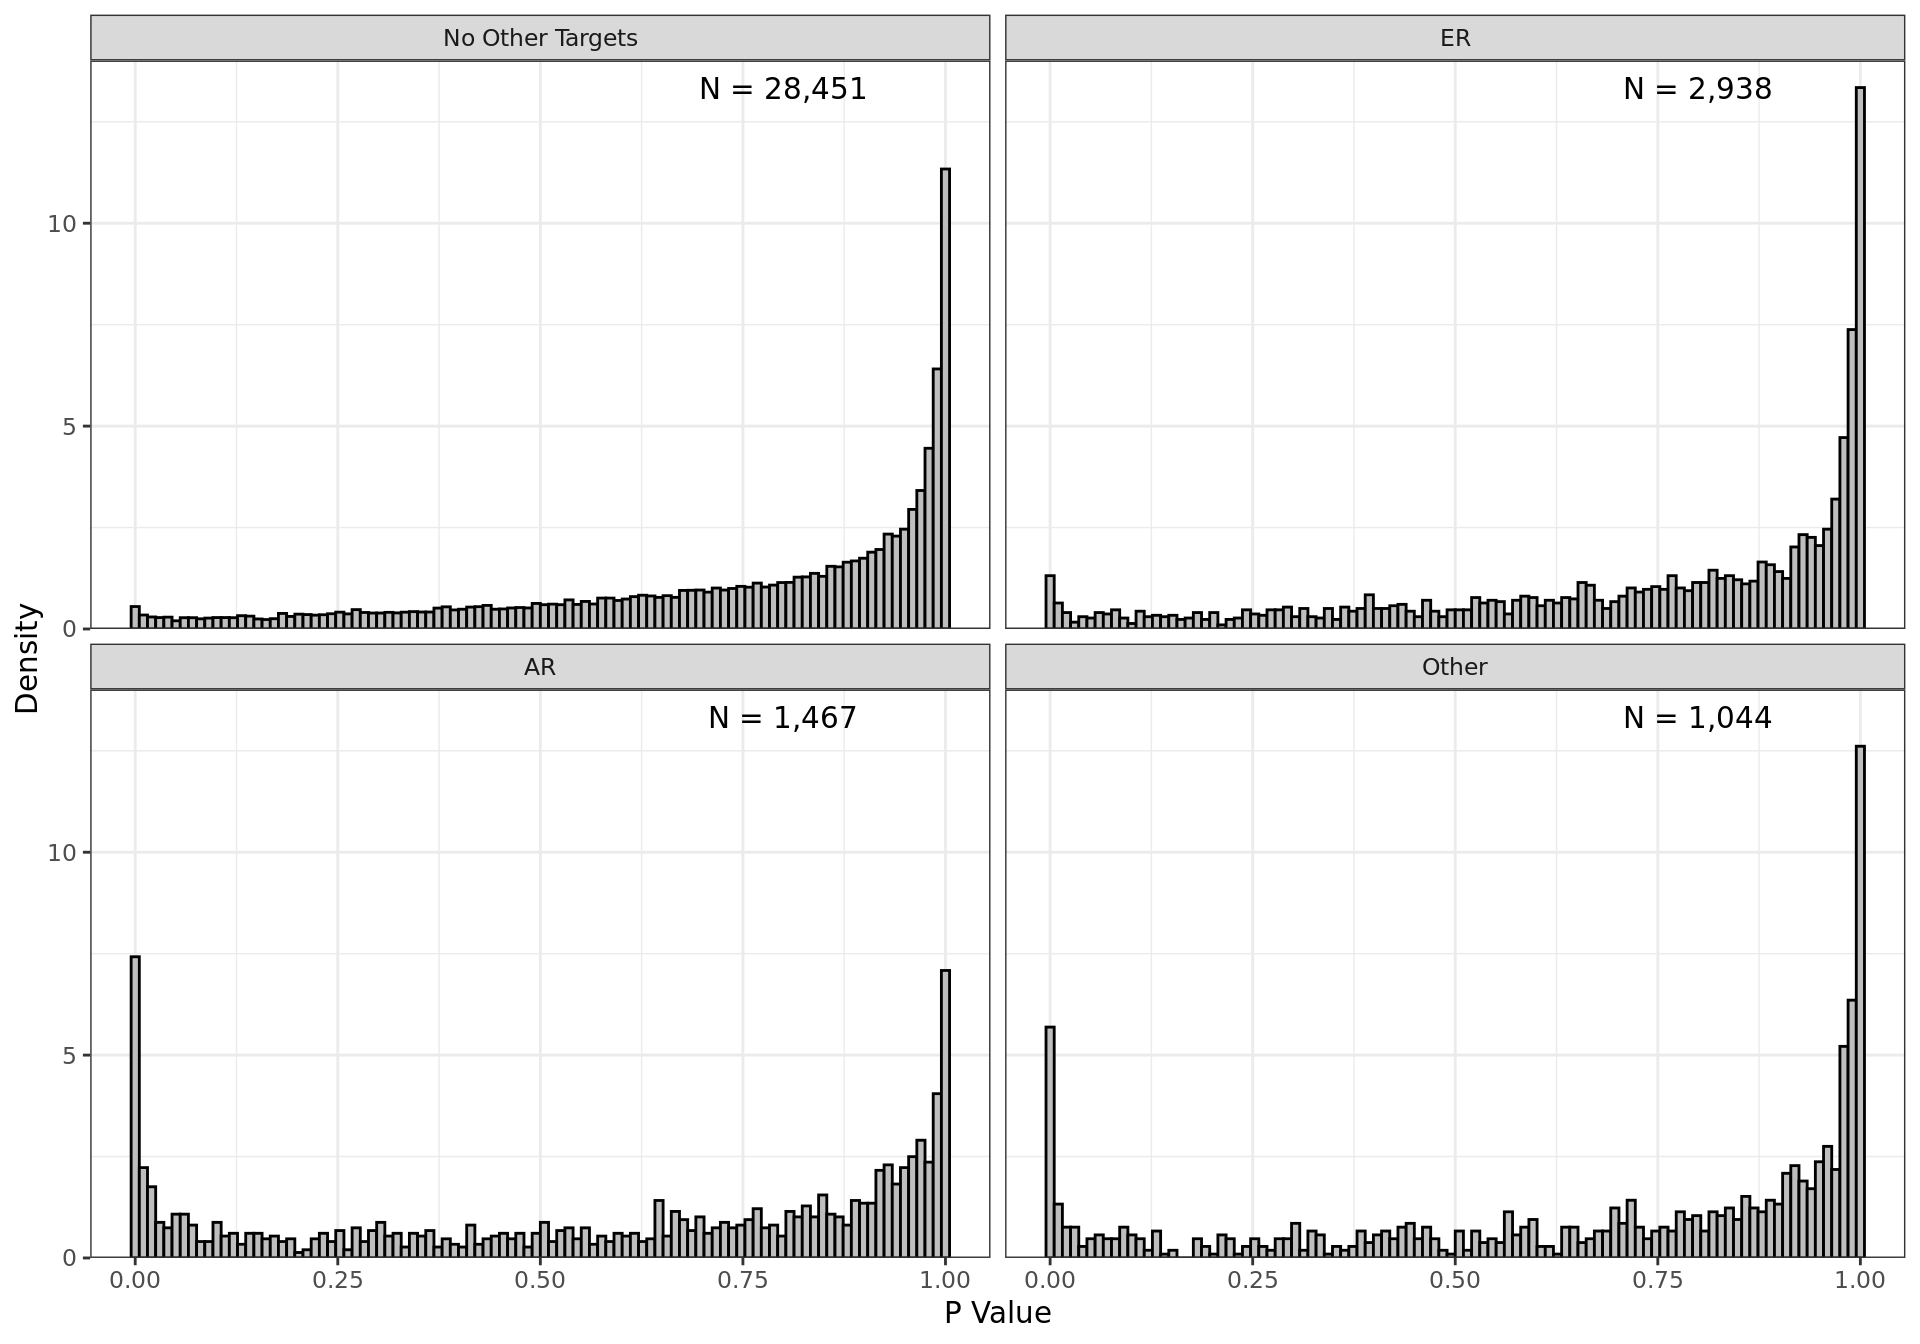 No Other Targets
ER
N = 28,451
N = 2,938
10
5
0
AR
Other
N = 1,467
N = 1,044
10
5
0
Density
0.00 0.25 0.50 0.75 1.00
0.00 0.25 0.50 0.75 1.00
P Value